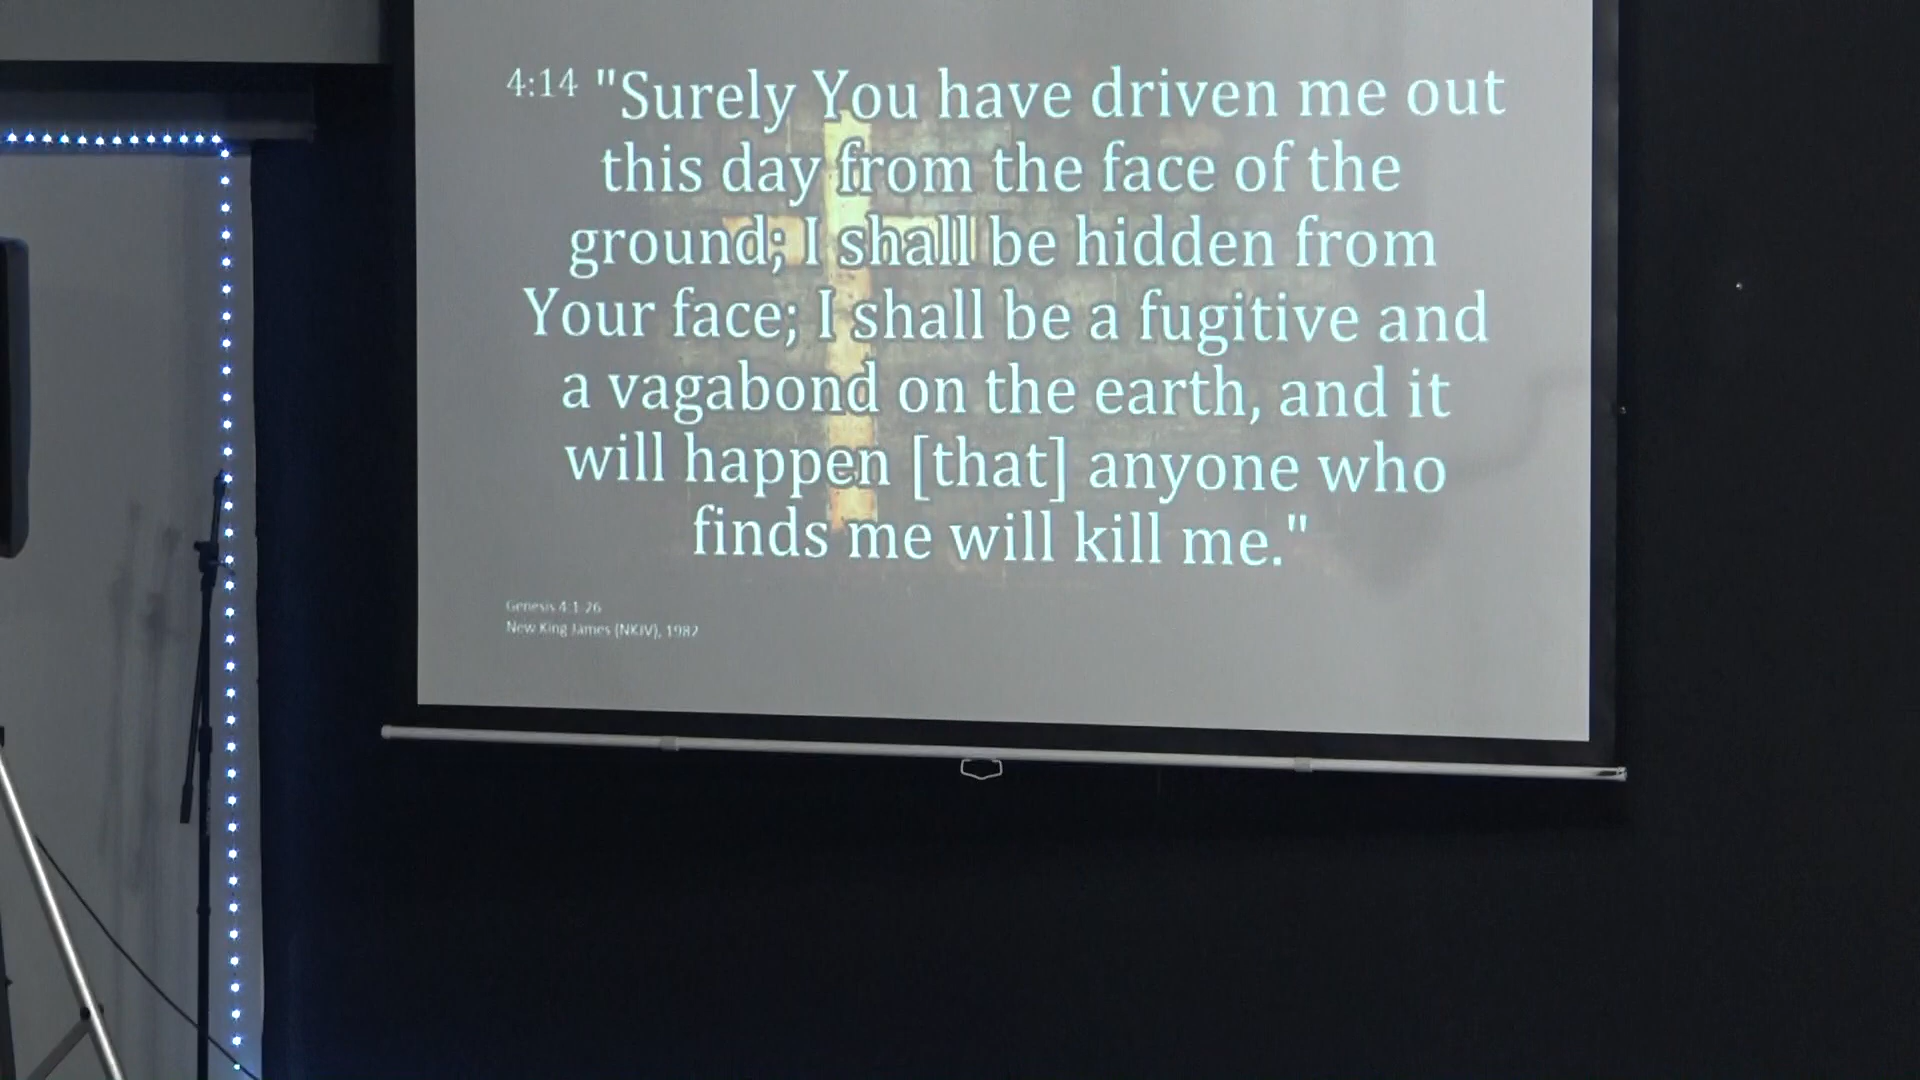 4:14 "Surely You have driven me out
this day from the face of the
ground; I shall be hidden from
Your face; I shall be a fugitive and
a vagabond on the earth, and it
will happen [that] anyone who
finds me will kill me."
Genesis 4:1-26
New King James (NKJV), 1982